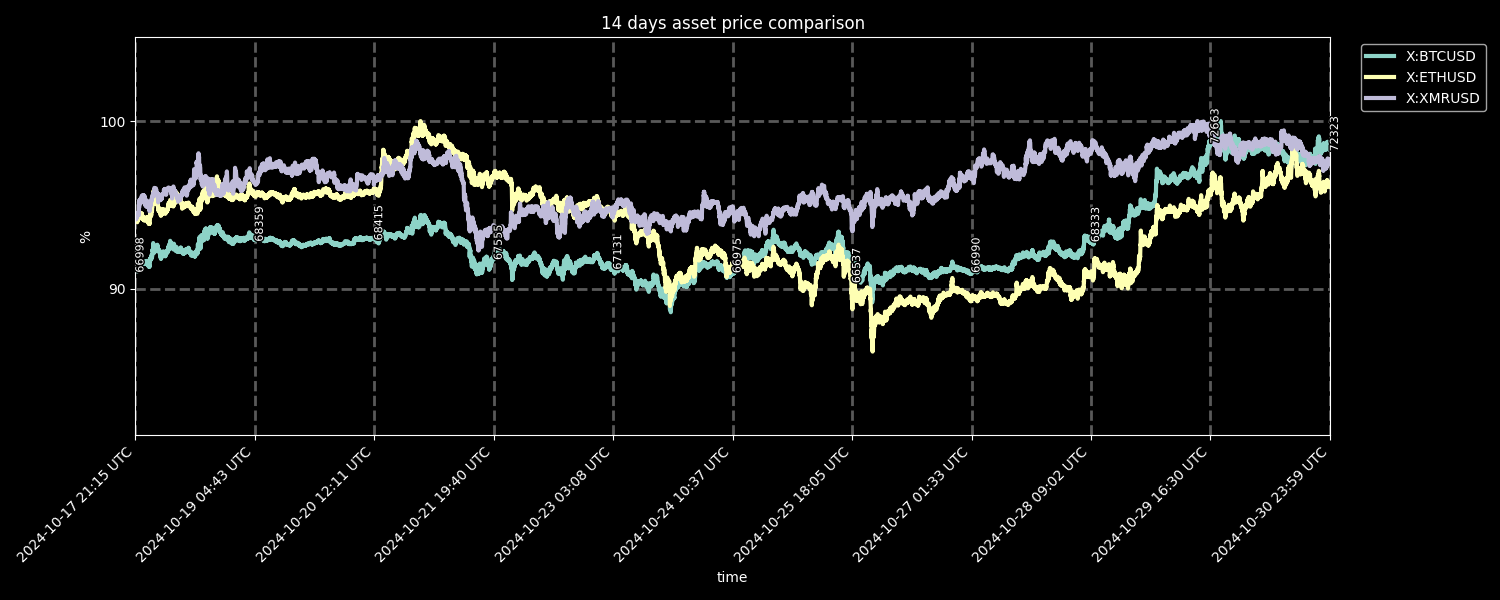 14 days asset price comparison
X:BTCUSD
X:ETHUSD
X:XMRUSD
100
90
%
66998
68359
68415
67555
67131
66975
66537
66990
68333
72663
72323
2024-10-17 21:15 UTC
2024-10-19 04:43 UTC
2024-10-20 12:11 UTC
2024-10-21 19:40 UTC
2024-10-23 03:08 UTC
2024-10-24 10:37 UTC
2024-10-25 18:05 UTC
2024-10-27 01:33 UTC
2024-10-28 09:02 UTC
2024-10-29 16:30 UTC
2024-10-30 23:59 UTC
time